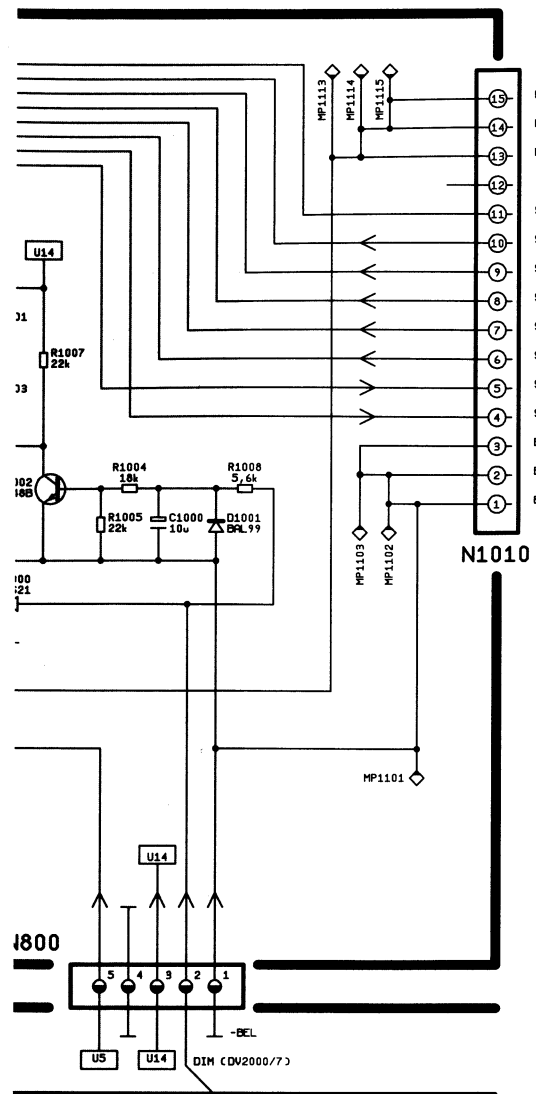 MP1113
MP1114
MP1115
15
14
13
12
11
10
9
8
7
6
5
4
3
2
1
U14
R1007
22k
R1004
18k
R1008
5,6k
R1005
22k
C1000
10u
D1001
BAL99
MP1103
MP1102
N1010
MP1101
U14
N800
5 4 3 2 1
-BEL
U5
U14
DIM (DV2000/7)